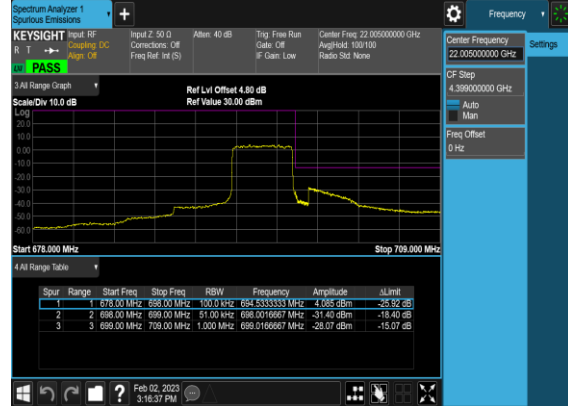 Spectrum Analyzer 1
Spurious Emissions
Frequency
KEYSIGHT
R T
LW PASS
Input: RF
Coupling: DC
Align: Off
Input Z: 50 Ω
Corrections: Off
Freq Ref: Int (S)
Atten: 40 dB
Trig: Free Run
Gate: Off
IF Gain: Low
Center Freq: 22.005000000 GHz
Avg|Hold: 100/100
Radio Std: None
Center Frequency
22.005000000 GHz
Settings
CF Step
4.399000000 GHz
Auto
Man
Freq Offset
0 Hz
3 All Range Graph
Scale/Div 10.0 dB
Ref Lvl Offset 4.80 dB
Ref Value 30.00 dBm
Log
20.0
10.0
0.00
-10.0
-20.0
-30.0
-40.0
-50.0
-60.0
Start 678.000 MHz
Stop 709.000 MHz
4 All Range Table
Spur Range Start Freq Stop Freq RBW Frequency Amplitude ΔLimit
1 1 678.00 MHz 698.00 MHz 100.0 kHz 694.5333333 MHz 4.085 dBm -25.92 dB
2 2 698.00 MHz 699.00 MHz 51.00 kHz 698.0016667 MHz -31.40 dBm -18.40 dB
3 3 699.00 MHz 709.00 MHz 1.000 MHz 699.0166667 MHz -28.07 dBm -15.07 dB
Feb 02, 2023
3:16:37 PM